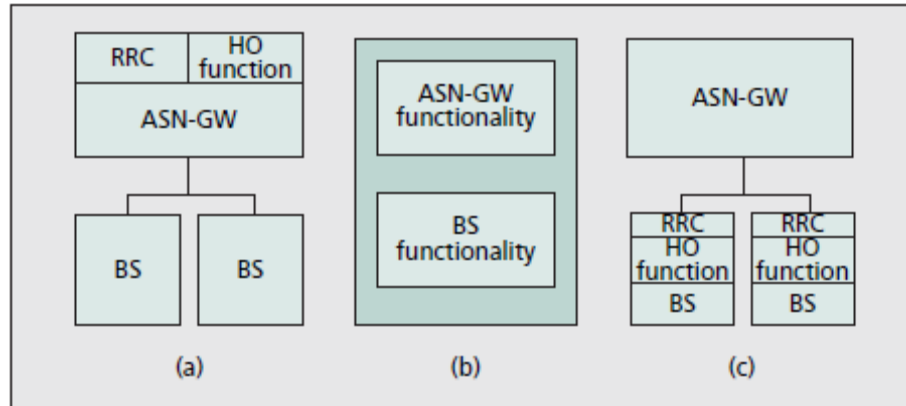 RRC
HO
function
ASN-GW
BS
BS
(a)
ASN-GW
functionality
BS
functionality
(b)
ASN-GW
RRC
HO
function
BS
RRC
HO
function
BS
(c)